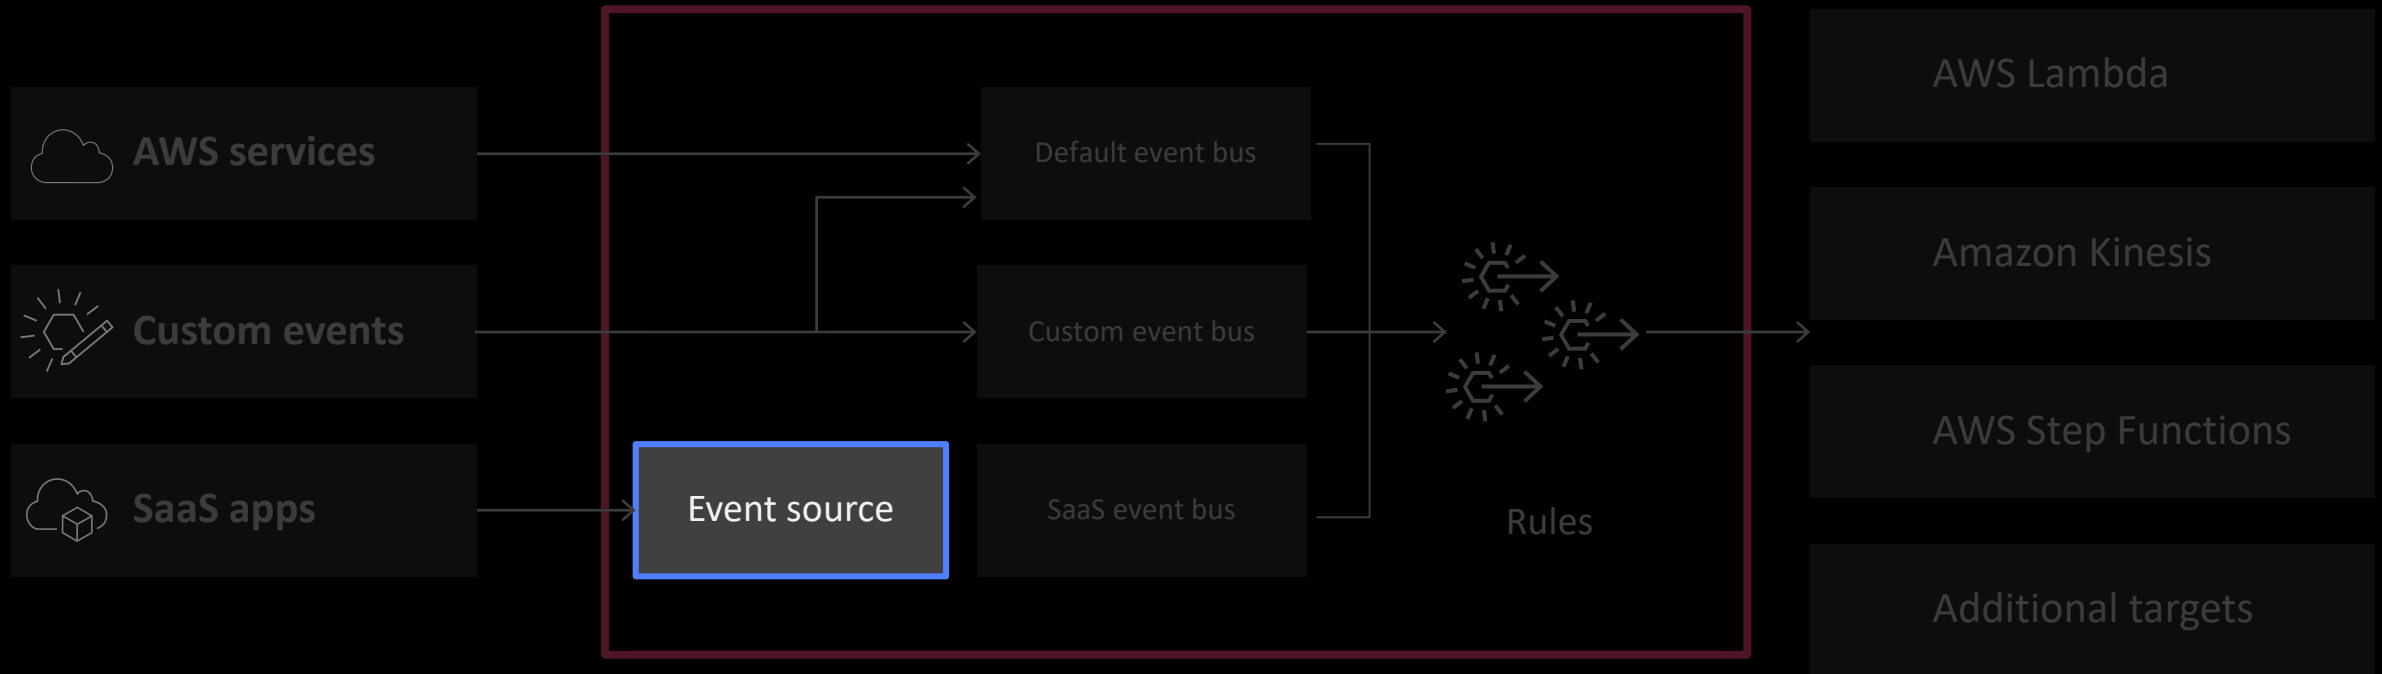 AWS services
Custom events
SaaS apps
Event source
Default event bus
Custom event bus
SaaS event bus
Rules
AWS Lambda
Amazon Kinesis
AWS Step Functions
Additional targets